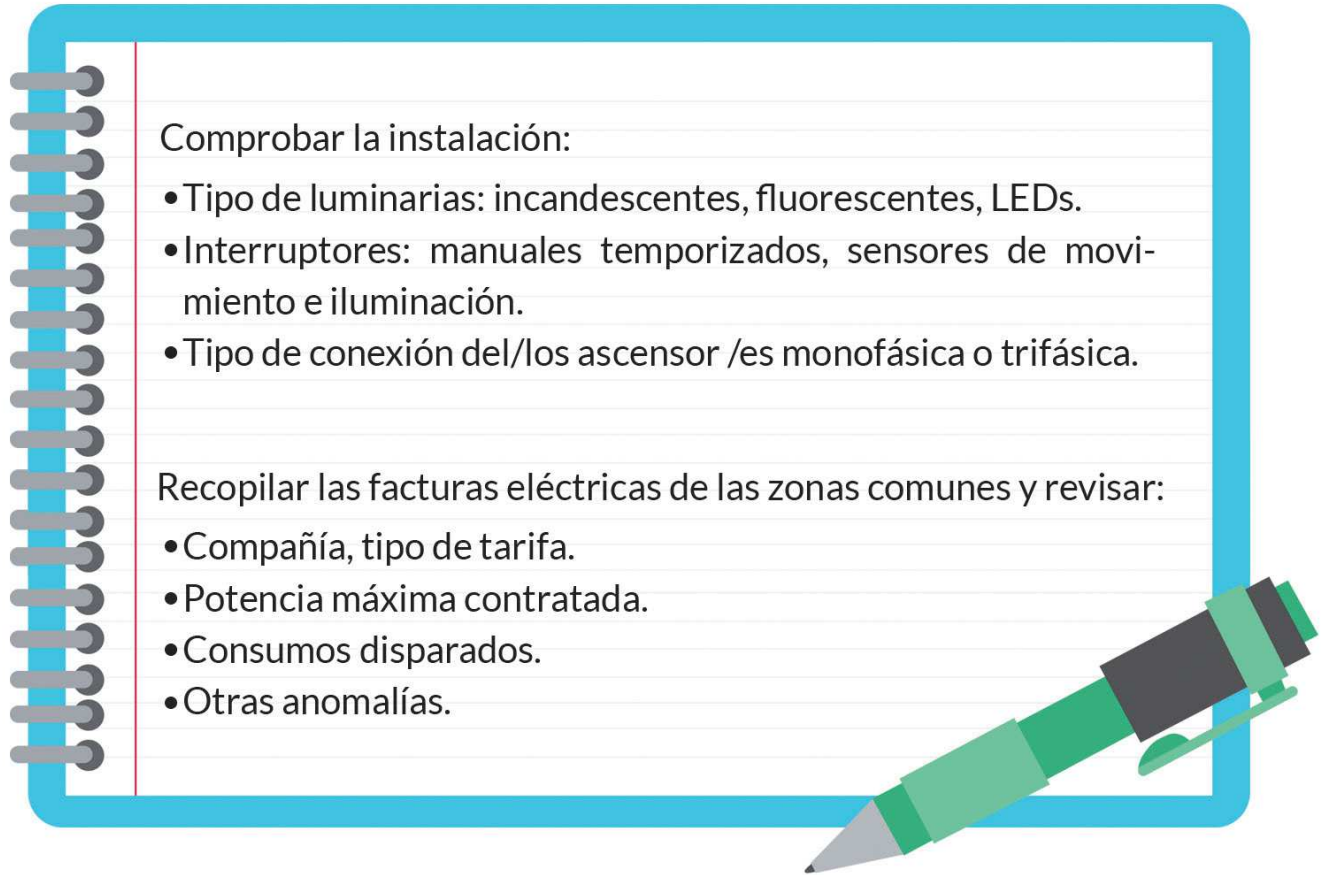 Comprobar la instalación:
•Tipo de luminarias: incandescentes, fluorescentes, LEDs.
•Interruptores: manuales temporizados, sensores de movi-
miento e iluminación.
•Tipo de conexión del/los ascensor /es monofásica o trifásica.
Recopilar las facturas eléctricas de las zonas comunes y revisar:
•Compañía, tipo de tarifa.
•Potencia máxima contratada.
•Consumos disparados.
•Otras anomalías.